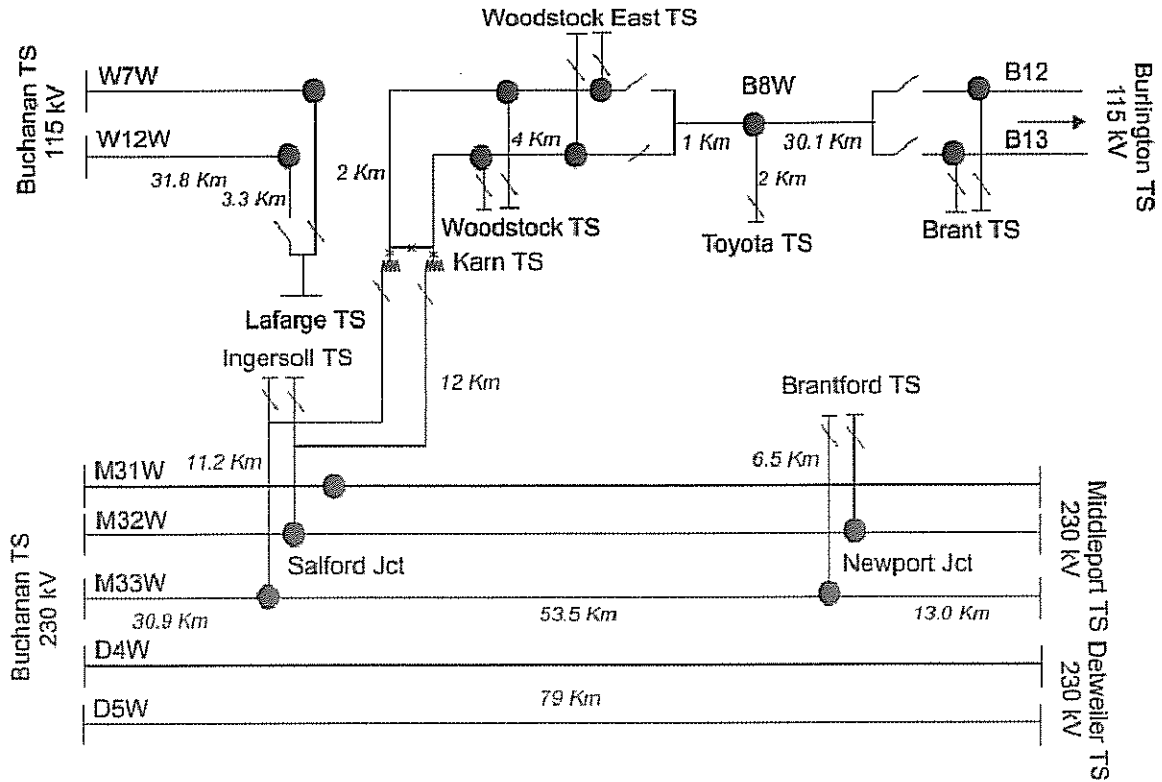 Woodstock East TS
Buchanan TS
115 kV
W7W
W12W
31.8 Km
3.3 Km
Lafarge TS
2 Km
4 Km
Woodstock TS
Karn TS
B8W
1 Km
30.1 Km
2 Km
Toyota TS
B12
B13
Brant TS
Burlington TS
115 kV
Ingersoll TS
12 Km
Brantford TS
11.2 Km
6.5 Km
Buchanan TS
230 kV
M31W
M32W
Salford Jct
Newport Jct
M33W
30.9 Km
53.5 Km
13.0 Km
Middleport TS
230 kV
D4W
79 Km
D5W
Detweiler TS
230 kV